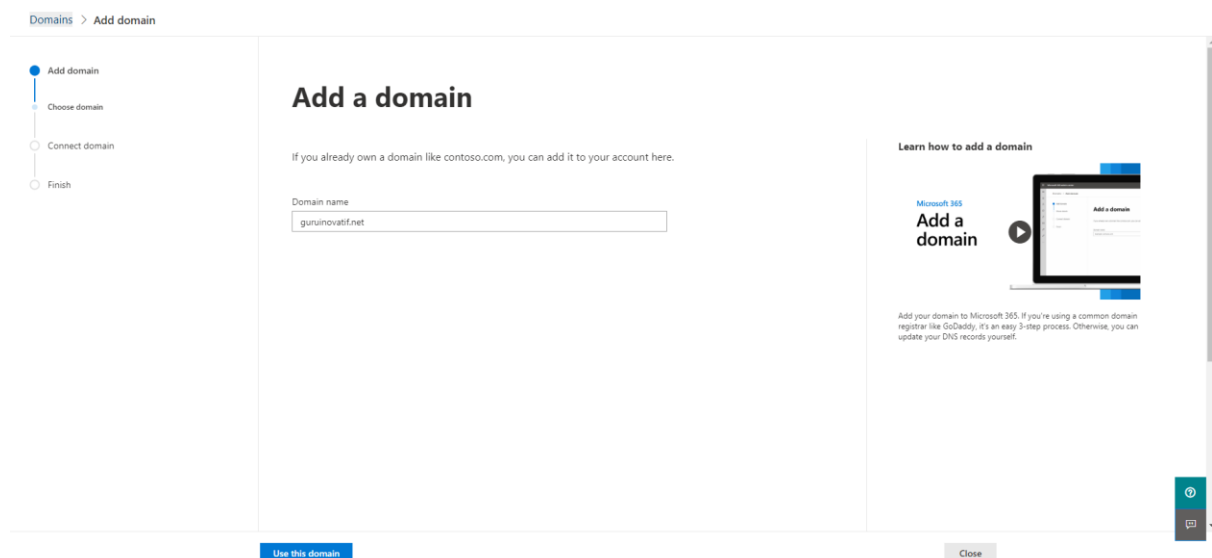 Domains > Add domain
Add domain
Choose domain
Connect domain
Finish
Add a domain
If you already own a domain like contoso.com, you can add it to your account here.
Domain name
guruinovatif.net
Learn how to add a domain
Microsoft 365
Add a
domain
Add a domain
Add your domain to Microsoft 365. If you're using a common domain
registrar like GoDaddy, it's an easy 3-step process. Otherwise, you can
update your DNS records yourself.
Use this domain
Close